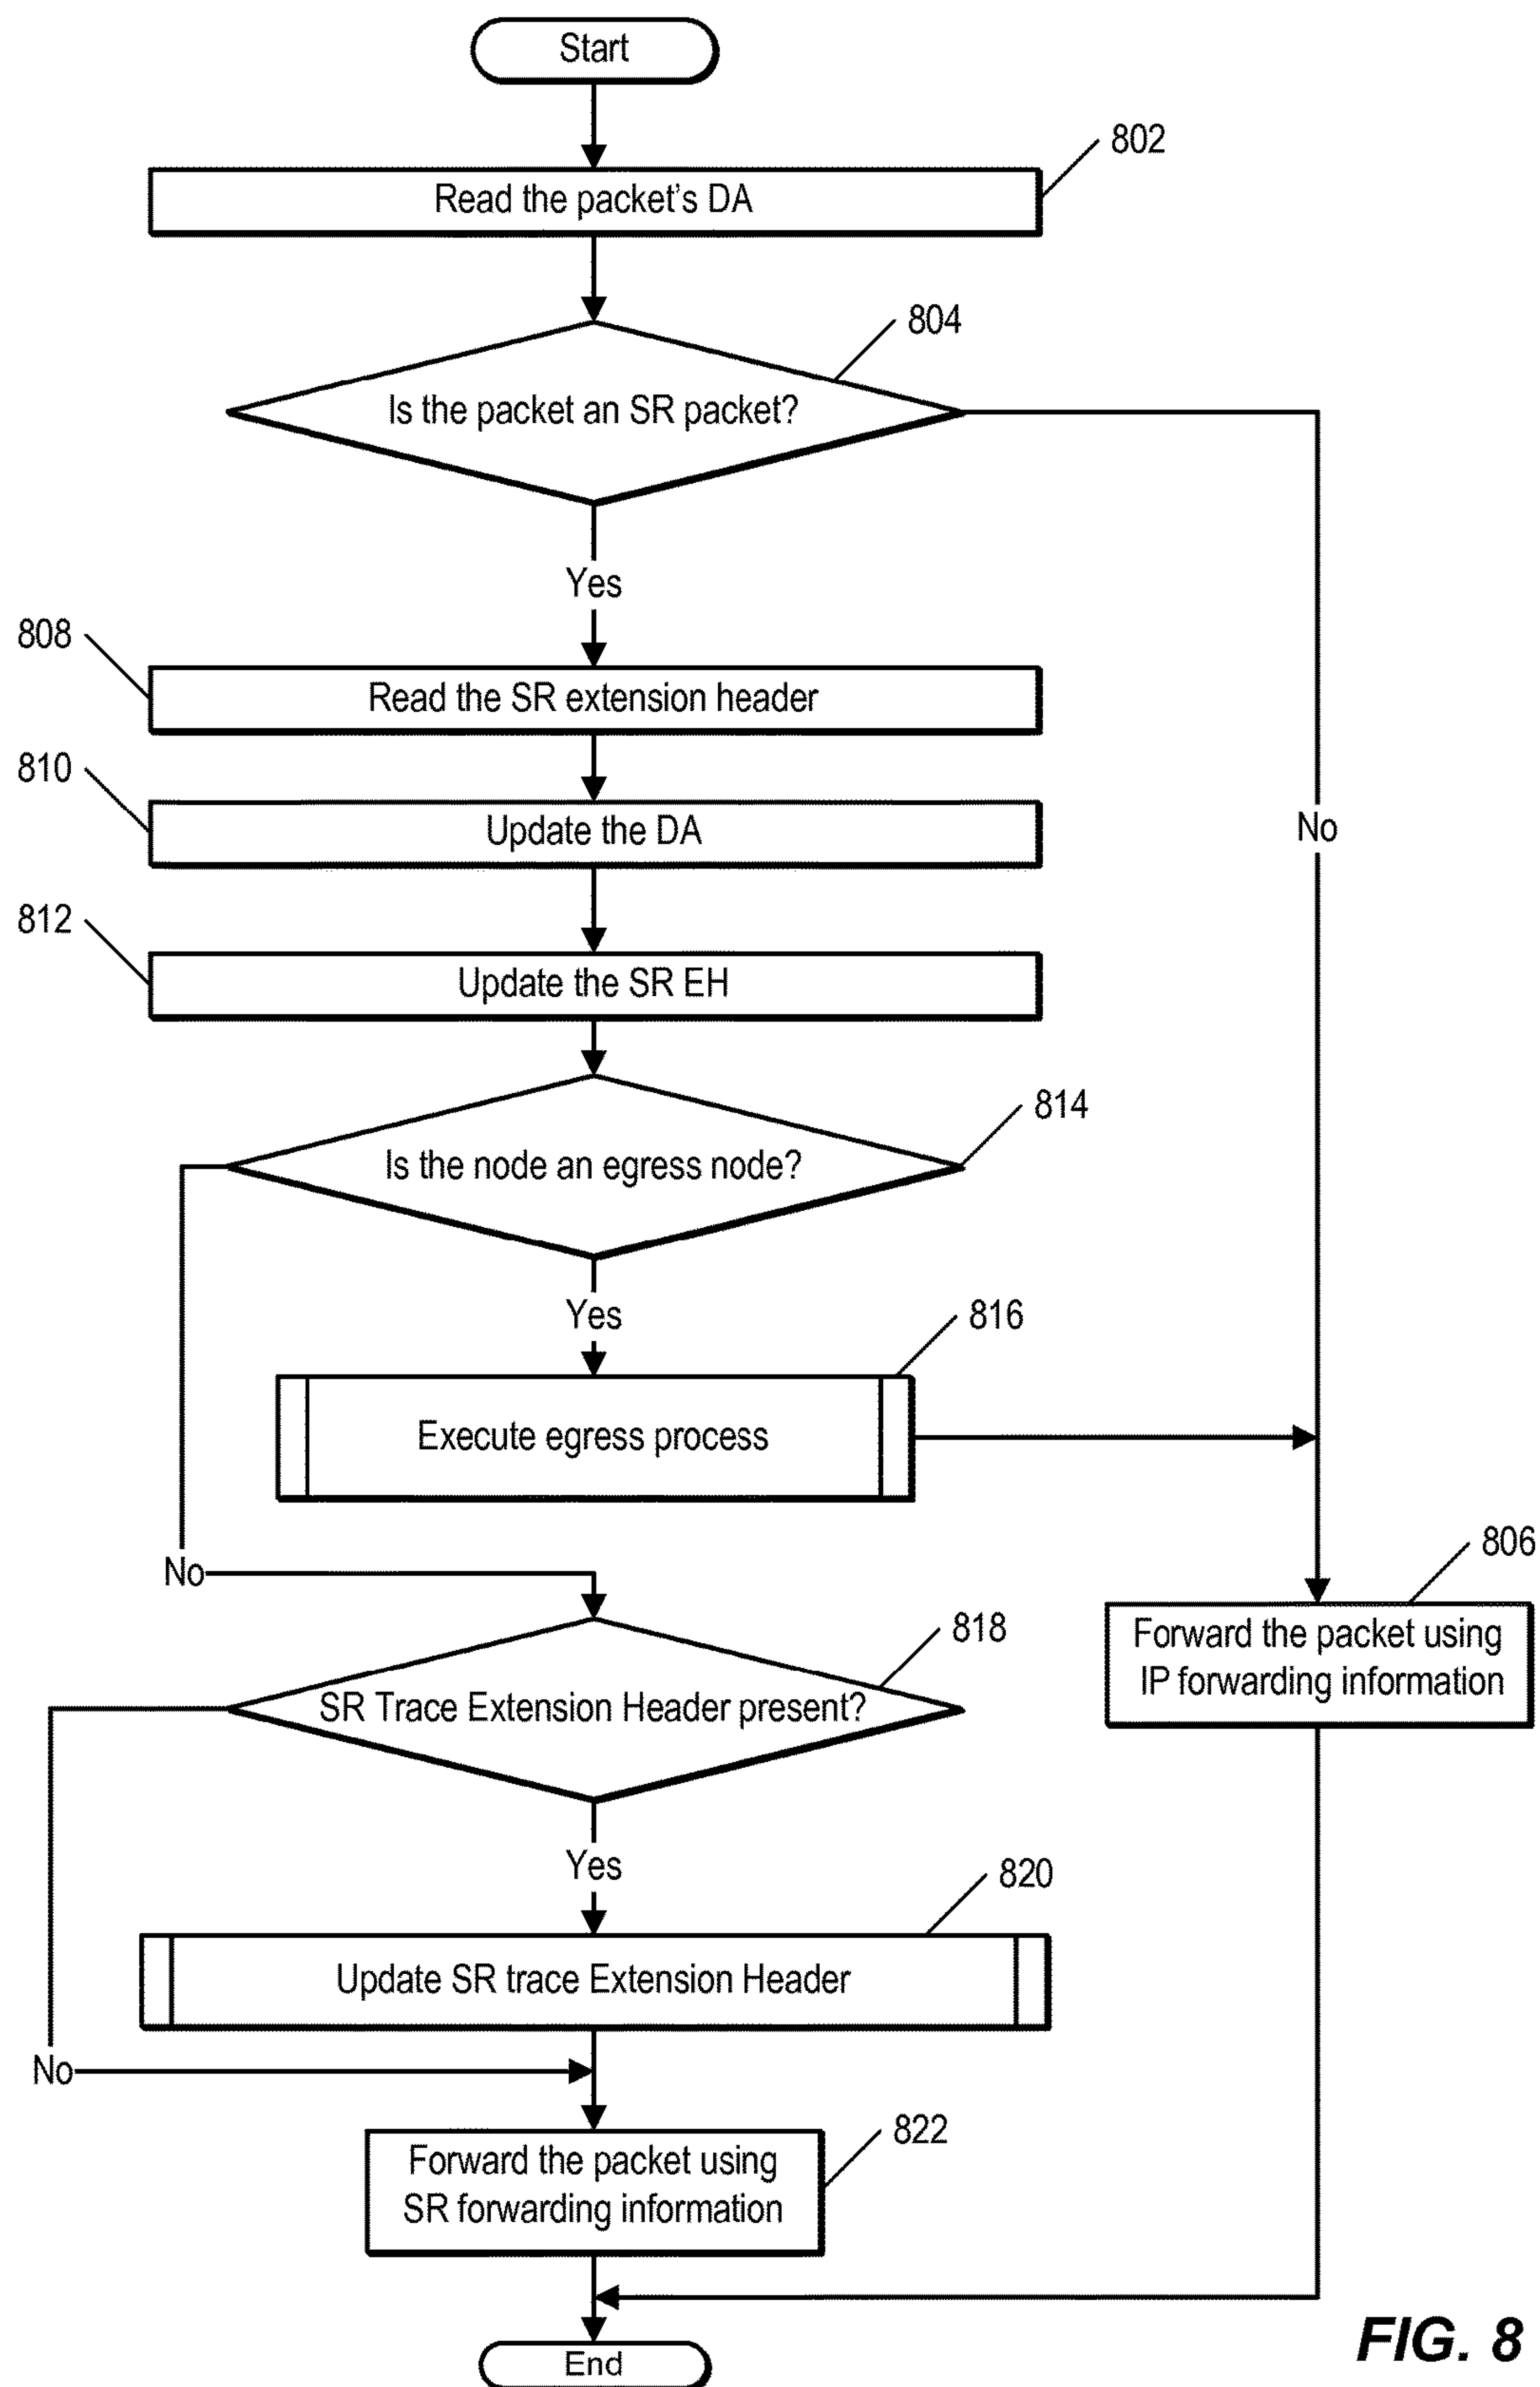 Start
802
Read the packet's DA
804
Is the packet an SR packet?
Yes
808
Read the SR extension header
810
Update the DA
No
812
Update the SR EH
814
Is the node an egress node?
Yes
816
Execute egress process
806
No
Forward the packet using
IP forwarding information
818
SR Trace Extension Header present?
Yes
820
Update SR trace Extension Header
No
822
Forward the packet using
SR forwarding information
End
FIG. 8